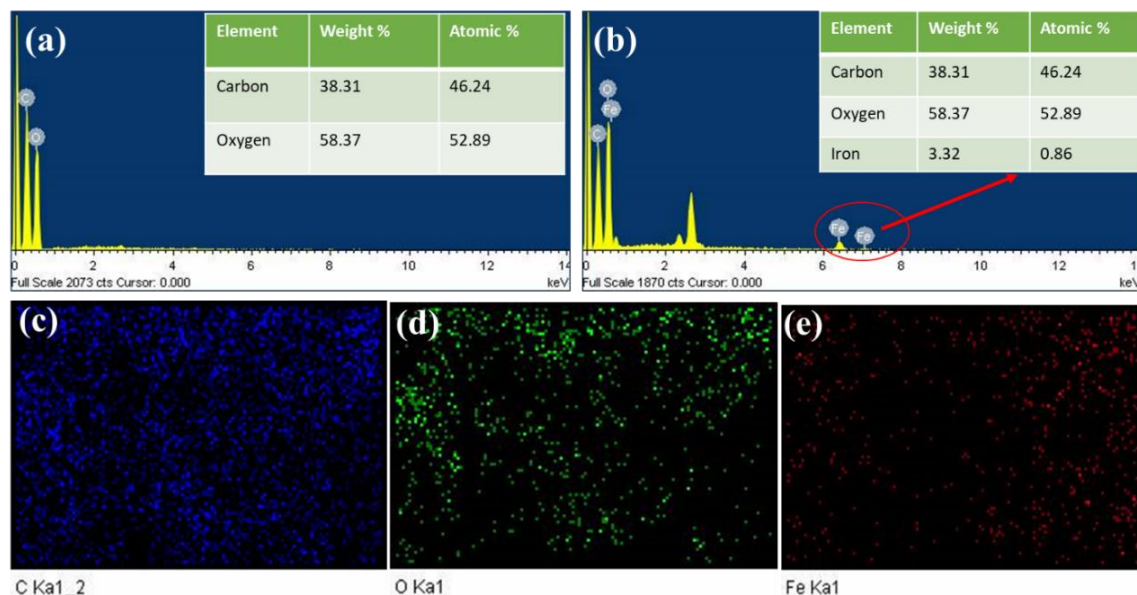 (a)
Element Weight % Atomic %
Carbon 38.31 46.24
Oxygen 58.37 52.89
C
O
0 2 4 6 8 10 12 14
Full Scale 2073 cts Cursor: 0.000 keV
(b)
Element Weight % Atomic %
Carbon 38.31 46.24
Oxygen 58.37 52.89
Iron 3.32 0.86
O
Fe
C
Fe
Fe
0 2 4 6 8 10 12 14
Full Scale 1870 cts Cursor: 0.000 keV
(c)
(d)
(e)
C Ka1_2
O Ka1
Fe Ka1